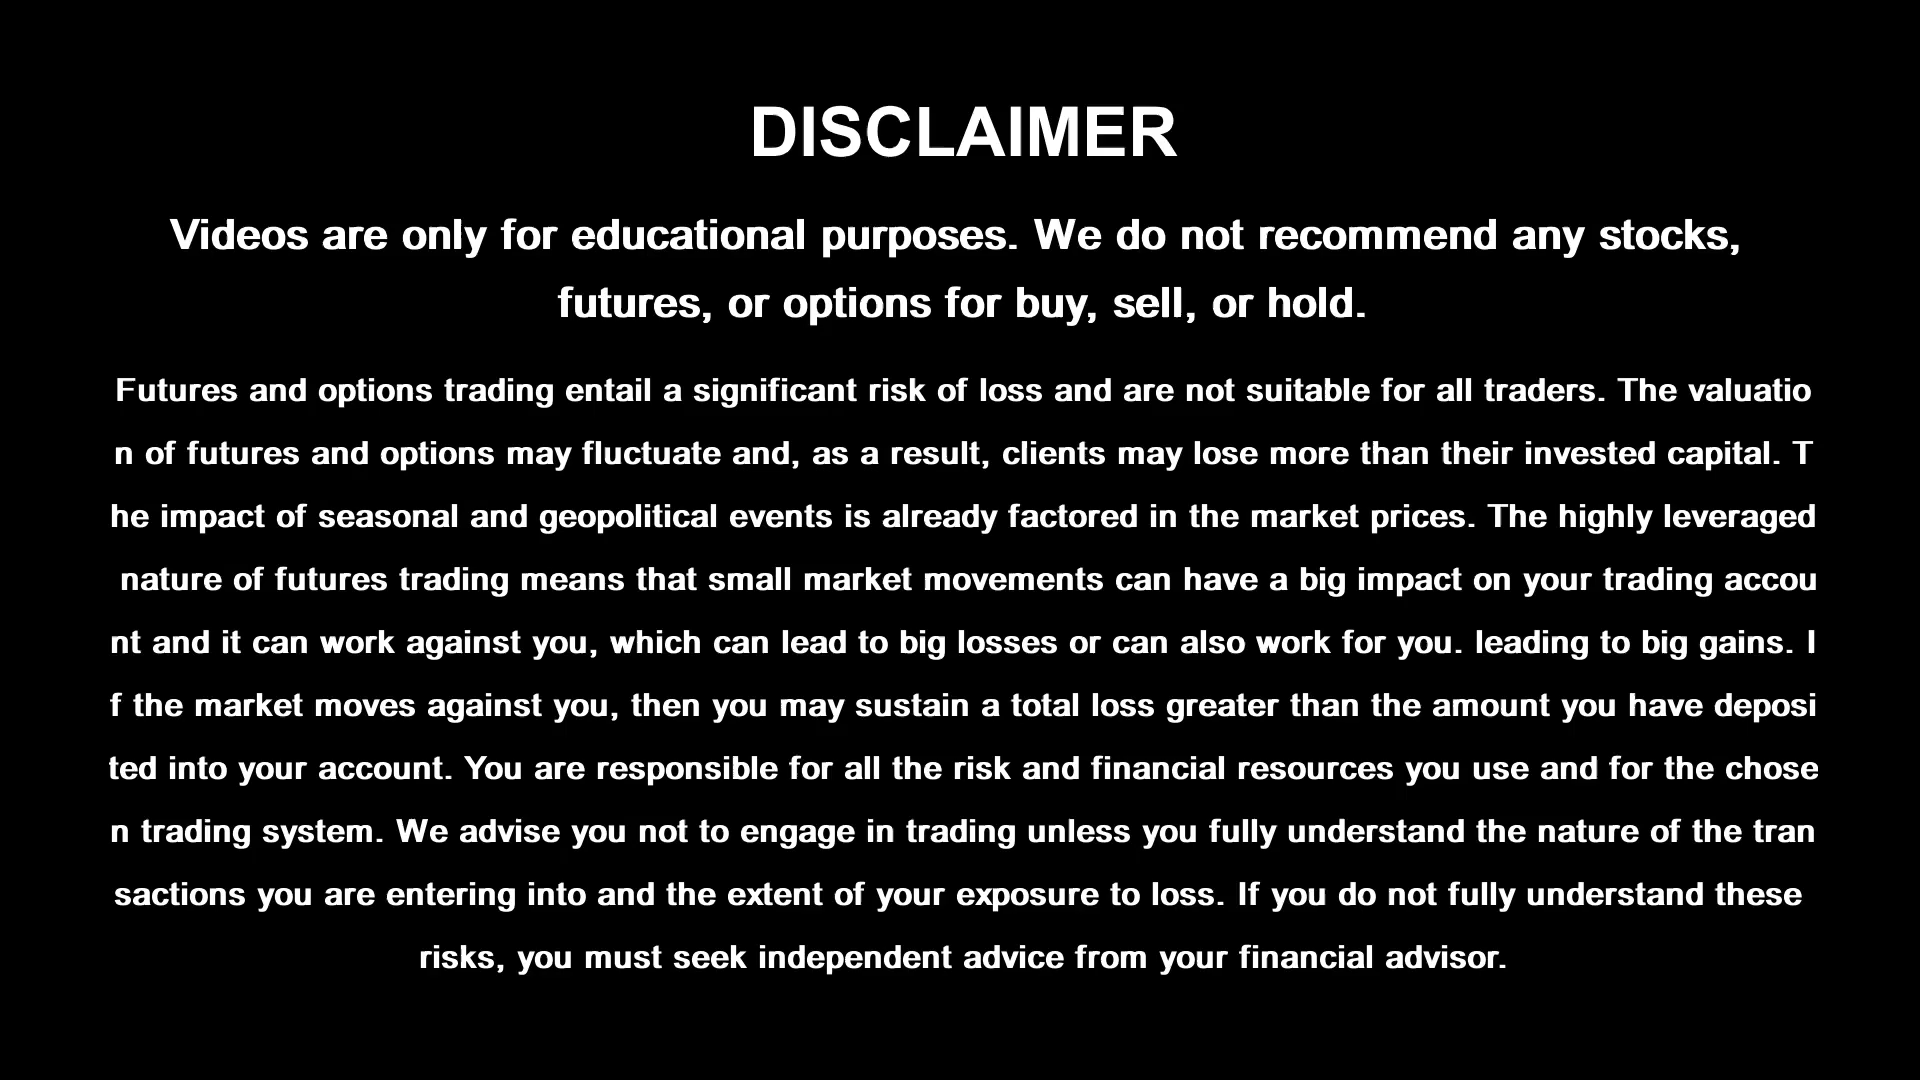 DISCLAIMER
Videos are only for educational purposes. We do not recommend any stocks,
futures, or options for buy, sell, or hold.
Futures and options trading entail a significant risk of loss and are not suitable for all traders. The valuatio
n of futures and options may fluctuate and, as a result, clients may lose more than their invested capital. T
he impact of seasonal and geopolitical events is already factored in the market prices. The highly leveraged
nature of futures trading means that small market movements can have a big impact on your trading accou
nt and it can work against you, which can lead to big losses or can also work for you. leading to big gains. I
f the market moves against you, then you may sustain a total loss greater than the amount you have deposi
ted into your account. You are responsible for all the risk and financial resources you use and for the chose
n trading system. We advise you not to engage in trading unless you fully understand the nature of the tran
sactions you are entering into and the extent of your exposure to loss. If you do not fully understand these
risks, you must seek independent advice from your financial advisor.